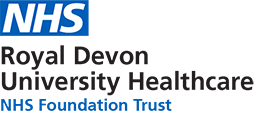 NHS
Royal Devon
University Healthcare
NHS Foundation Trust